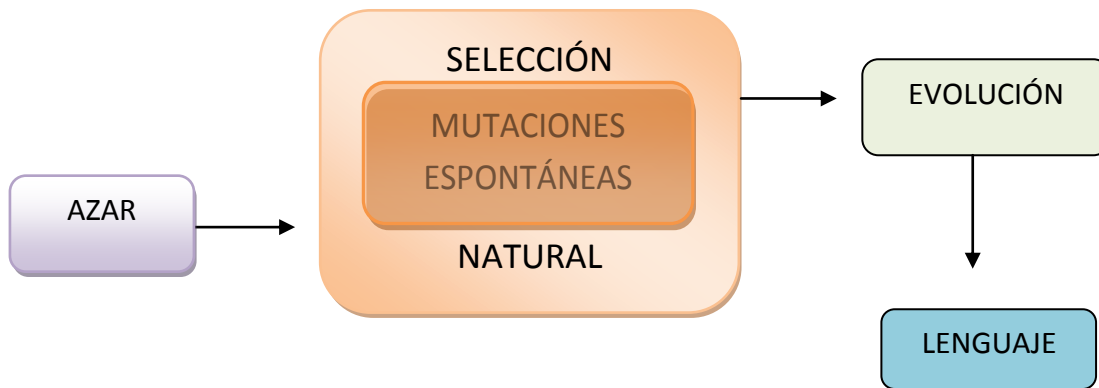 AZAR
SELECCIÓN
MUTACIONES
ESPONTÁNEAS
NATURAL
EVOLUCIÓN
LENGUAJE